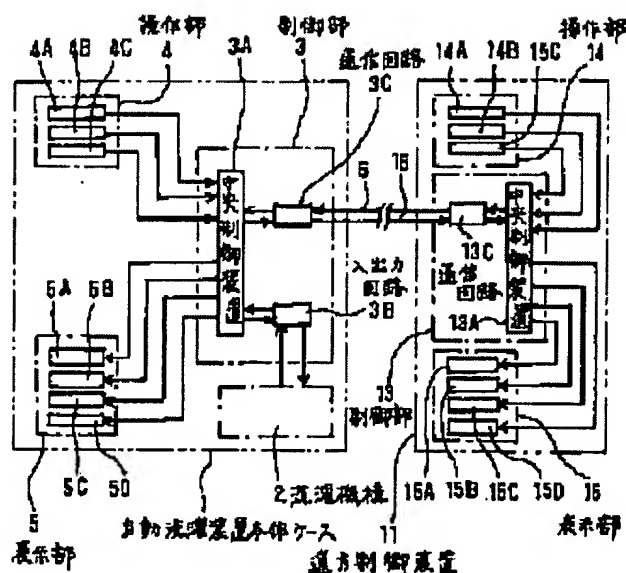 操作部
制御部
操作部
4A 4B 4C 4
3A
3
通信回路
3C
14A 14B 15C 14
中央制御装置
6
16
13C
通信回路
13A
中央制御装置
入出力回路
3B
5A 5B
5C 5D
5
表示部
2洗濯機構
自動洗濯装置本体ケース
13
制御部
15A 15B 16C 15D 16
11
遠方制御装置
表示部